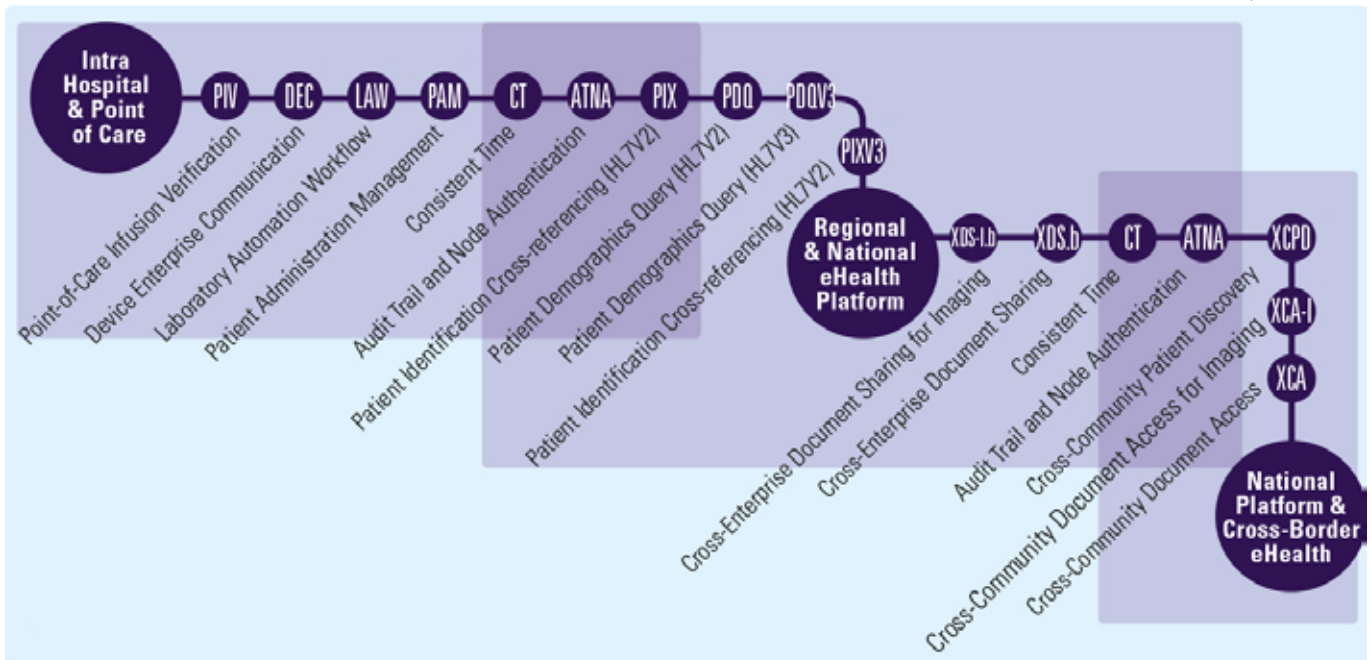 Intra
Hospital
& Point
of Care
PIV
DEC
LAW
PAM
CT
ATNA
PIX
PDQ
PDQV3
PIXV3
Point-of-Care Infusion Verification
Device Enterprise Communication
Laboratory Automation Workflow
Patient Administration Management
Consistent Time
Audit Trail and Node Authentication
Patient Identification Cross-referencing (HL7V2)
Patient Demographics Query (HL7V2)
Patient Demographics Query (HL7V3)
Patient Identification Cross-referencing (HL7V2)
Regional
& National
eHealth
Platform
XDS-I.b
XDS.b
CT
ATNA
XCPD
XCA-I
XCA
Cross-Enterprise Document Sharing for Imaging
Cross-Enterprise Document Sharing
Consistent Time
Audit Trail and Node Authentication
Cross-Community Patient Discovery
Cross-Community Document Access for Imaging
Cross-Community Document Access
National
Platform &
Cross-Border
eHealth